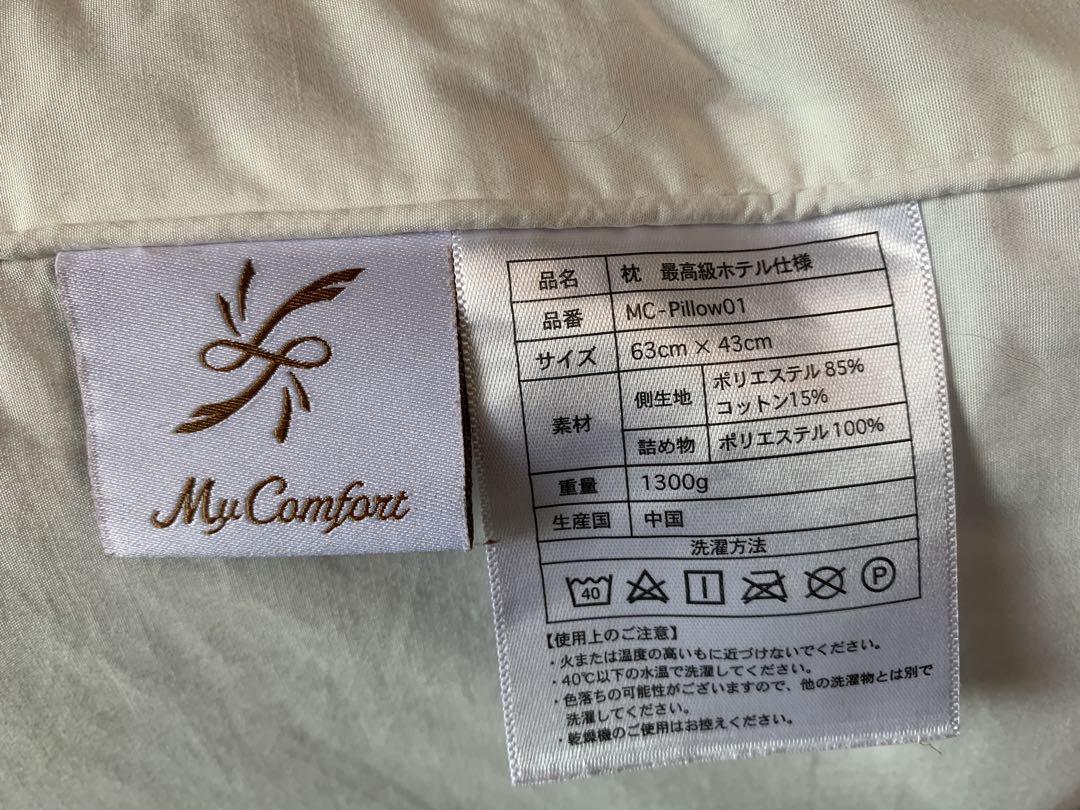 My Comfort
品名 枕 最高級ホテル仕様
品番 MC-Pillow01
サイズ 63cm × 43cm
素材 側生地 ポリエステル 85%
コットン15%
詰め物 ポリエステル 100%
重量 1300g
生産国 中国
洗濯方法
40 P
【使用上のご注意】
・火または温度の高いもに近づけないでください。
・40℃以下の水温で洗濯してください。
・色落ちの可能性がございますので、他の洗濯物とは別で
洗濯してください。
・乾燥機のご使用はお控えください。